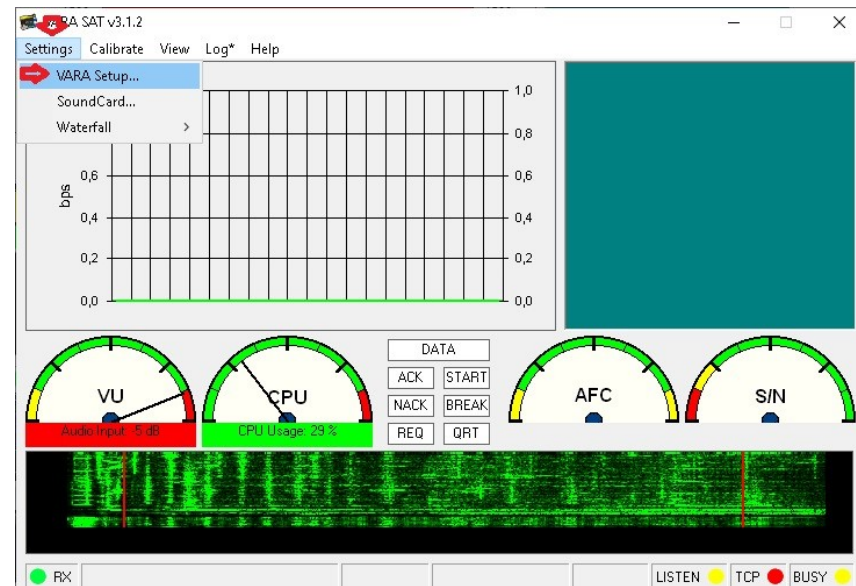 VARA SAT v3.1.2
Settings Calibrate View Log* Help
VARA Setup...
SoundCard...
Waterfall >
1,0
0,8
0,6 0,6
bps
0,4 0,4
0,2 0,2
0,0 0,0
DATA
ACK START
NACK BREAK
REQ QRT
VU
Audio Input: -5 dB
CPU
CPU Usage: 29 %
AFC
S/N
RX LISTEN TCP BUSY